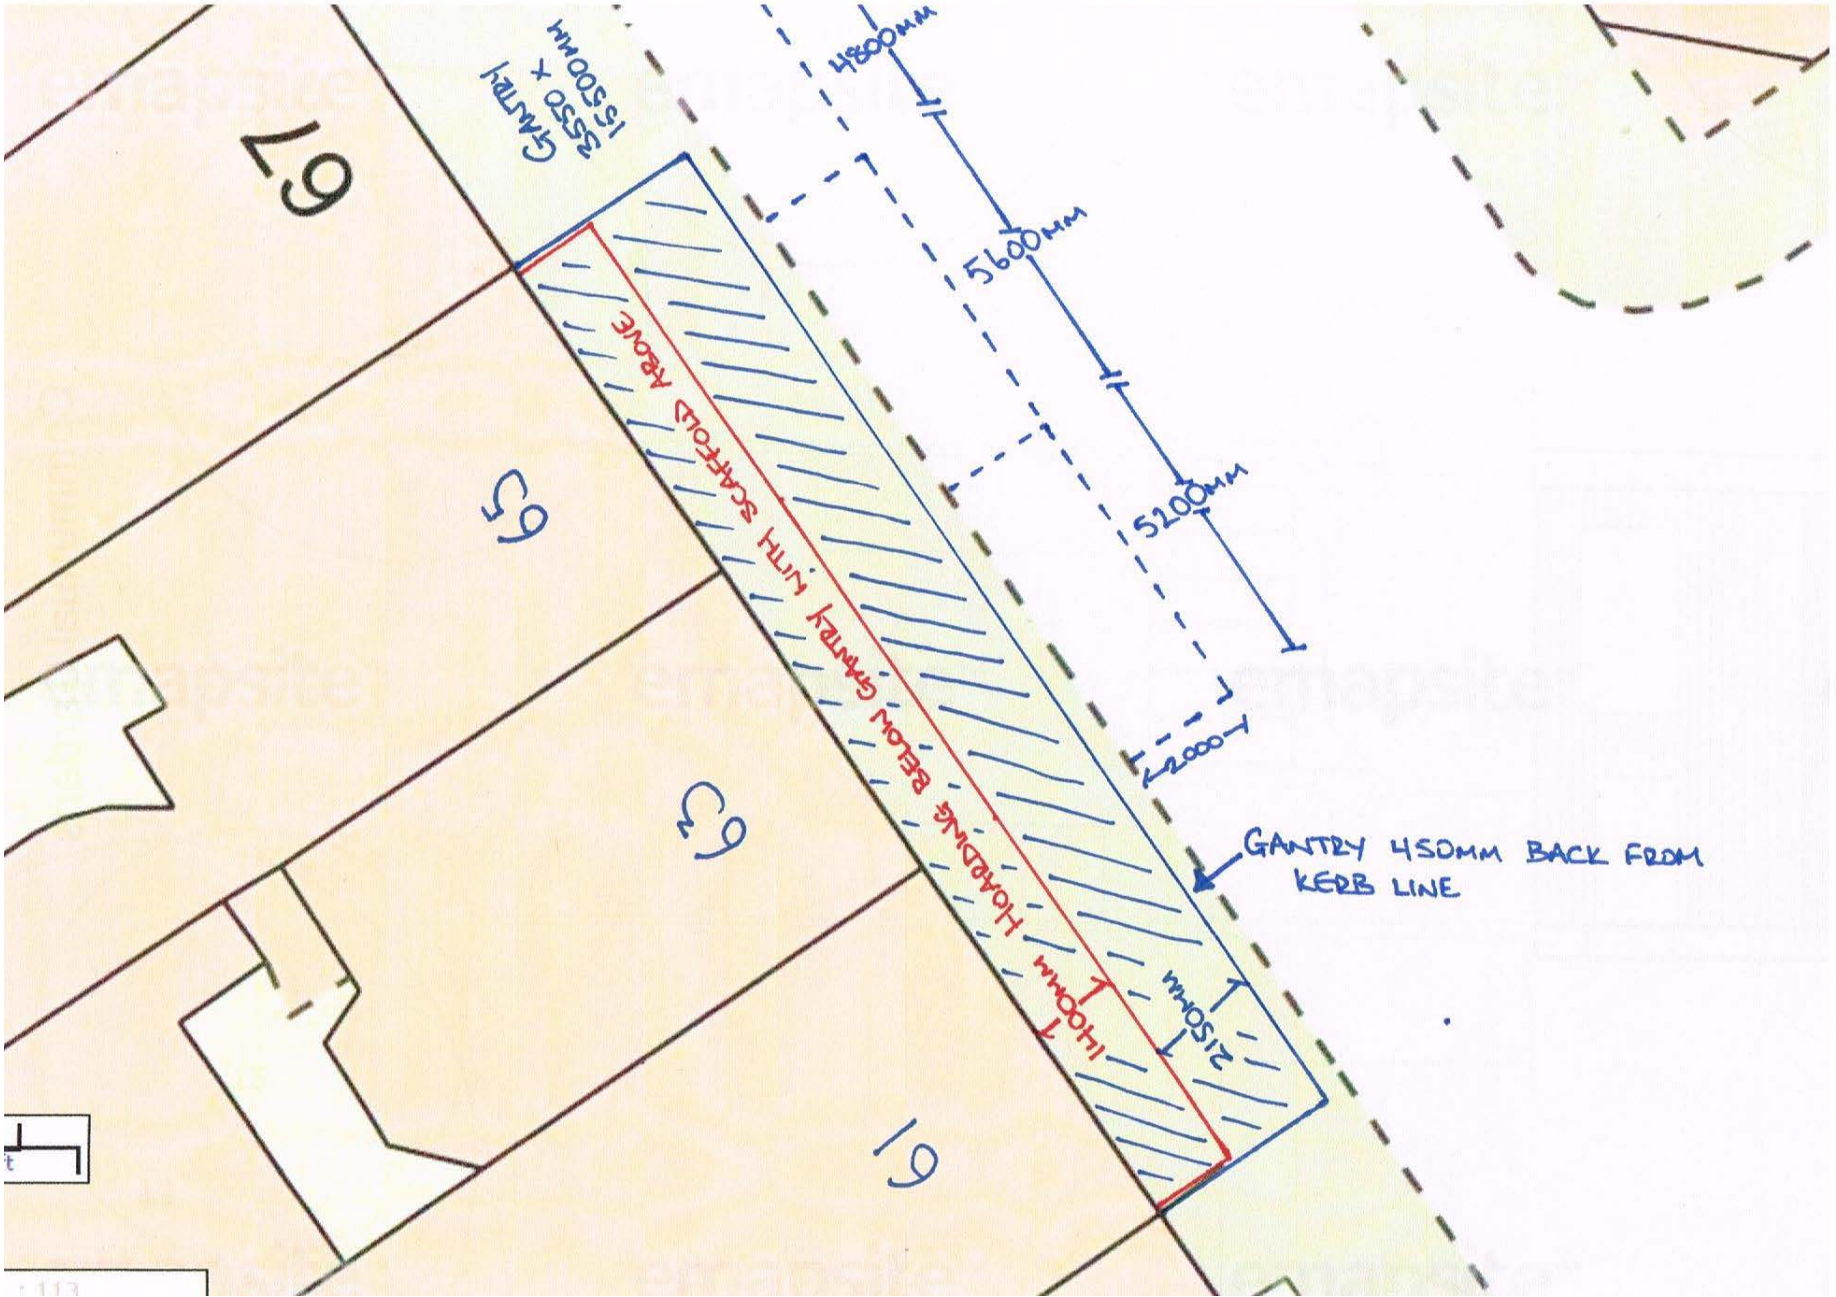 GANTRY
3550 x
15500MM
4800MM
67
5600MM
65
5200MM
63
61
2000
HOARDING BELOW GANTRY WITH SCAFFOLD ABOVE
1400MM
2150MM
GANTRY 450MM BACK FROM
KERB LINE
emapsite
emapsite
emapsite
emapsite
emapsite
emapsite